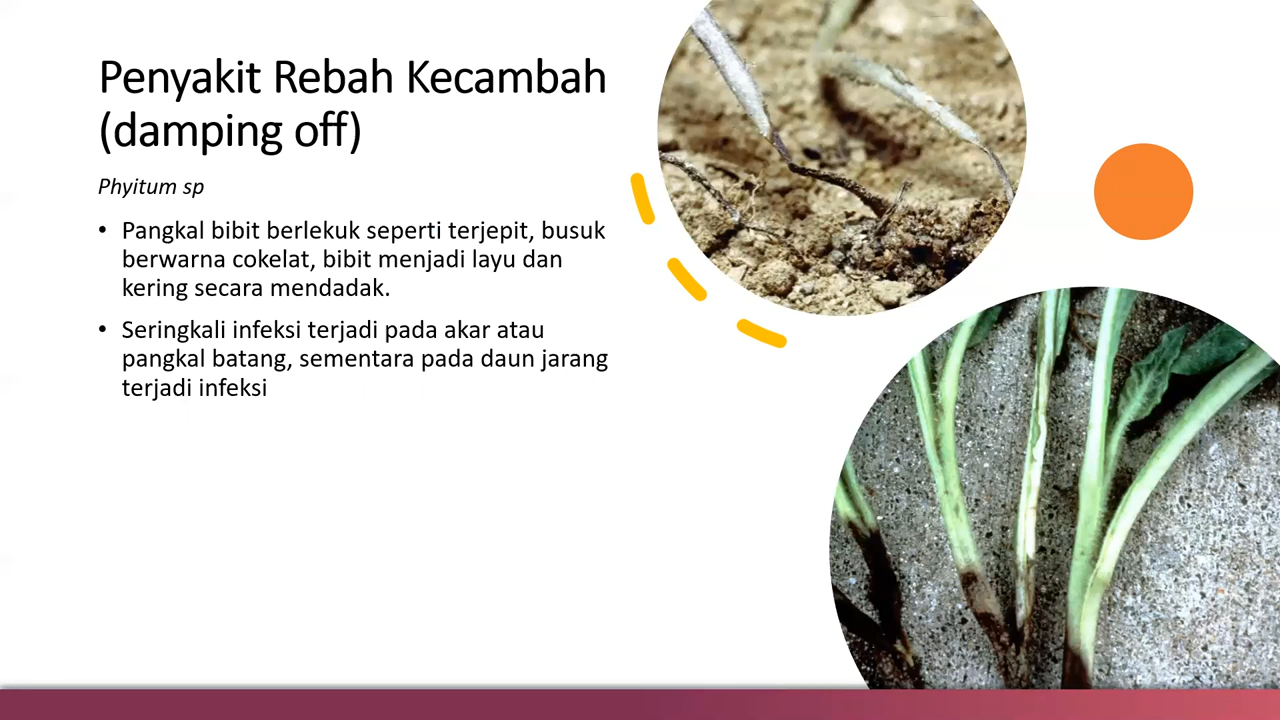 Penyakit Rebah Kecambah
(damping off)
Phyitum sp
• Pangkal bibit berlekuk seperti terjepit, busuk
berwarna cokelat, bibit menjadi layu dan
kering secara mendadak.
• Seringkali infeksi terjadi pada akar atau
pangkal batang, sementara pada daun jarang
terjadi infeksi